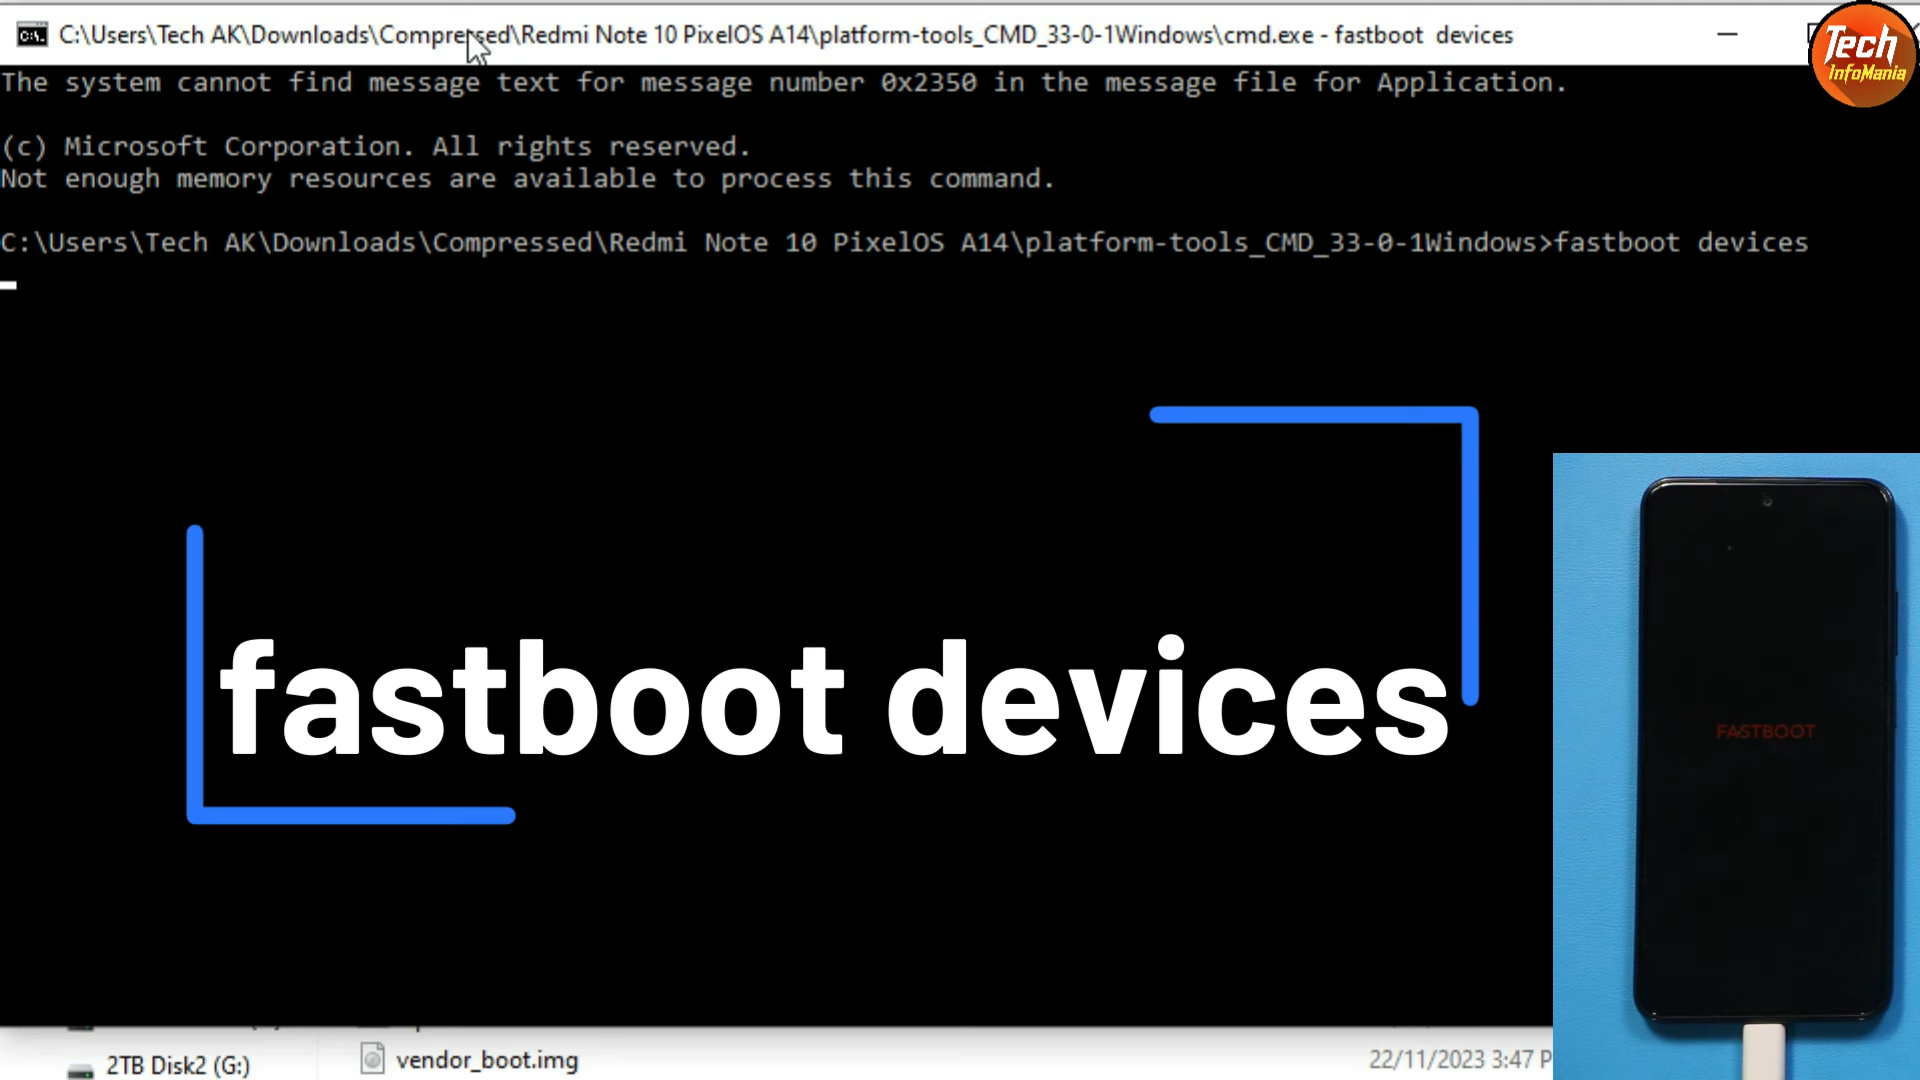 C:\Users\Tech AK\Downloads\Compressed\Redmi Note 10 PixelOS A14\platform-tools_CMD_33-0-1Windows\cmd.exe - fastboot  devices
Tech
InfoMania
The system cannot find message text for message number 0x2350 in the message file for Application.
(c) Microsoft Corporation. All rights reserved.
Not enough memory resources are available to process this command.
C:\Users\Tech AK\Downloads\Compressed\Redmi Note 10 PixelOS A14\platform-tools_CMD_33-0-1Windows>fastboot devices
fastboot devices
FASTBOOT
2TB Disk2 (G:)
vendor_boot.img
22/11/2023 3:47 P